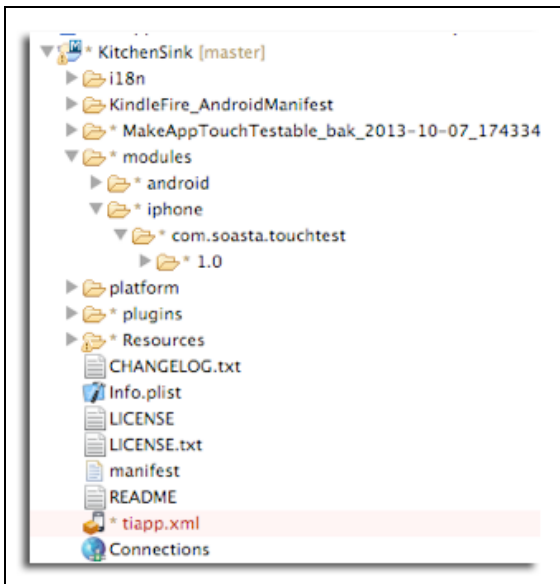 * KitchenSink [master]
i18n
KindleFire_AndroidManifest
* MakeAppTouchTestable_bak_2013-10-07_174334
* modules
* android
* iphone
* com.soasta.touchtest
* 1.0
platform
* plugins
* Resources
CHANGELOG.txt
Info.plist
LICENSE
LICENSE.txt
manifest
README
* tiapp.xml
Connections